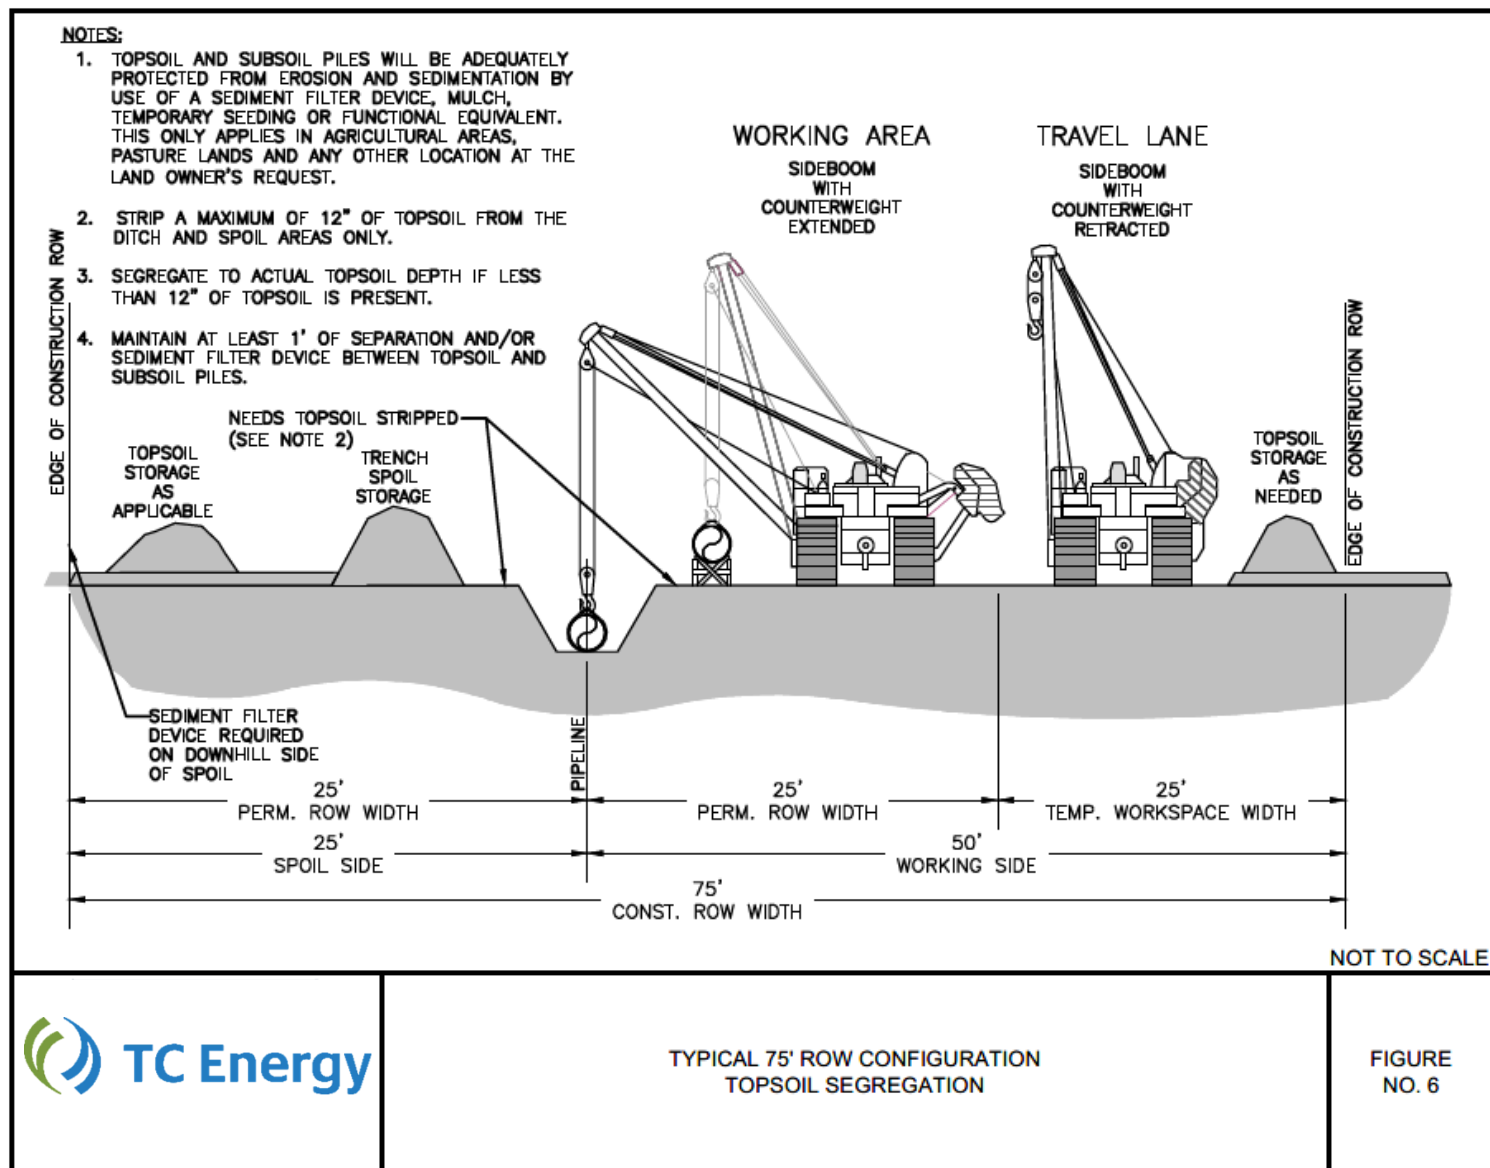 NOTES:
1. TOPSOIL AND SUBSOIL PILES WILL BE ADEQUATELY
PROTECTED FROM EROSION AND SEDIMENTATION BY
USE OF A SEDIMENT FILTER DEVICE, MULCH,
TEMPORARY SEEDING OR FUNCTIONAL EQUIVALENT.
THIS ONLY APPLIES IN AGRICULTURAL AREAS,
PASTURE LANDS AND ANY OTHER LOCATION AT THE
LAND OWNER'S REQUEST.
2. STRIP A MAXIMUM OF 12" OF TOPSOIL FROM THE
DITCH AND SPOIL AREAS ONLY.
3. SEGREGATE TO ACTUAL TOPSOIL DEPTH IF LESS
THAN 12" OF TOPSOIL IS PRESENT.
4. MAINTAIN AT LEAST 1' OF SEPARATION AND/OR
SEDIMENT FILTER DEVICE BETWEEN TOPSOIL AND
SUBSOIL PILES.
WORKING AREA
SIDEBOOM
WITH
COUNTERWEIGHT
EXTENDED
TRAVEL LANE
SIDEBOOM
WITH
COUNTERWEIGHT
RETRACTED
EDGE OF CONSTRUCTION ROW
NEEDS TOPSOIL STRIPPED
(SEE NOTE 2)
TOPSOIL
STORAGE
AS
APPLICABLE
TRENCH
SPOIL
STORAGE
TOPSOIL
STORAGE
AS
NEEDED
EDGE OF CONSTRUCTION ROW
SEDIMENT FILTER
DEVICE REQUIRED
ON DOWNHILL SIDE
OF SPOIL
PIPELINE
25'
PERM. ROW WIDTH
25'
PERM. ROW WIDTH
25'
TEMP. WORKSPACE WIDTH
25'
SPOIL SIDE
50'
WORKING SIDE
75'
CONST. ROW WIDTH
NOT TO SCALE
TC Energy
TYPICAL 75' ROW CONFIGURATION
TOPSOIL SEGREGATION
FIGURE
NO. 6